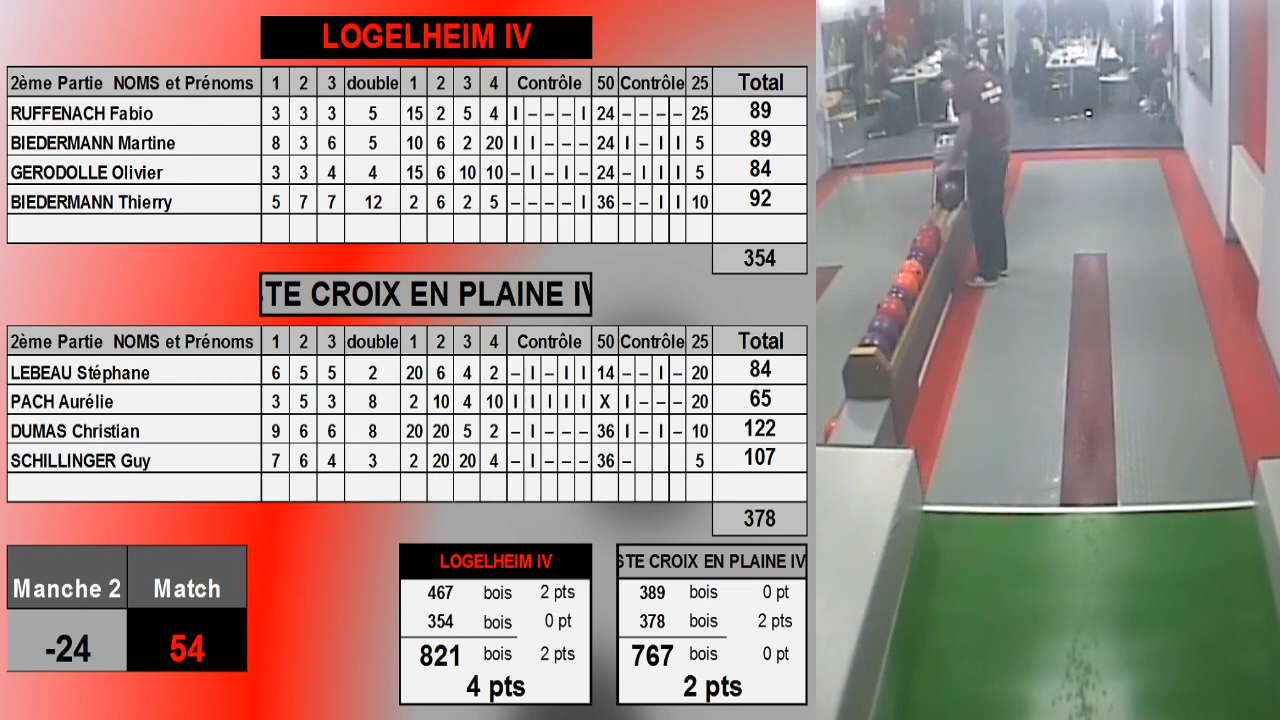 LOGELHEIM IV
2ème Partie NOMS et Prénoms 1 2 3 double 1 2 3 4 Contrôle 50 Contrôle 25 Total
RUFFENACH Fabio 3 3 3 5 15 2 5 4 I – – – I 24 – – – – 25 89
BIEDERMANN Martine 8 3 6 5 10 6 2 20 I I – – – 24 I – I I 5 89
GERODOLLE Olivier 3 3 4 4 15 6 10 10 – I – I – 24 – I I I 5 84
BIEDERMANN Thierry 5 7 7 12 2 6 2 5 – – – – I 36 – – I I 10 92
354
STE CROIX EN PLAINE IV
2ème Partie NOMS et Prénoms 1 2 3 double 1 2 3 4 Contrôle 50 Contrôle 25 Total
LEBEAU Stéphane 6 5 5 2 20 6 4 2 – I – I I 14 – – I – 20 84
PACH Aurélie 3 5 3 8 2 10 4 10 I I I I I X I – – – 20 65
DUMAS Christian 9 6 6 8 20 20 5 2 – I – – – 36 I – I – 10 122
SCHILLINGER Guy 7 6 4 3 2 20 20 4 – I – – – 36 – 5 107
378
Manche 2 Match
-24 54
LOGELHEIM IV
467 bois 2 pts
354 bois 0 pt
821 bois 2 pts
4 pts
STE CROIX EN PLAINE IV
389 bois 0 pt
378 bois 2 pts
767 bois 0 pt
2 pts